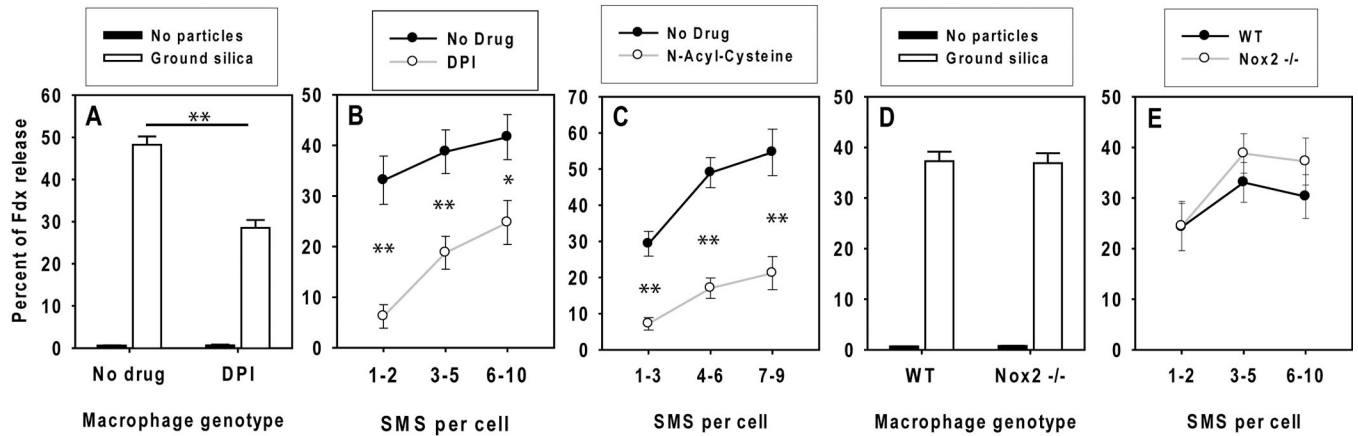 No particles
Ground silica
No Drug
DPI
No Drug
N-Acyl-Cysteine
No particles
Ground silica
WT
Nox2 -/-
Percent of Fdx release
60
50
40
30
20
10
0
A
**
No drug DPI
Macrophage genotype
50
40
30
20
10
0
B
**
**
*
1-2 3-5 6-10
SMS per cell
70
60
50
40
30
20
10
0
C
**
**
**
1-3 4-6 7-9
SMS per cell
50
40
30
20
10
0
D
WT Nox2 -/-
Macrophage genotype
50
40
30
20
10
0
E
1-2 3-5 6-10
SMS per cell